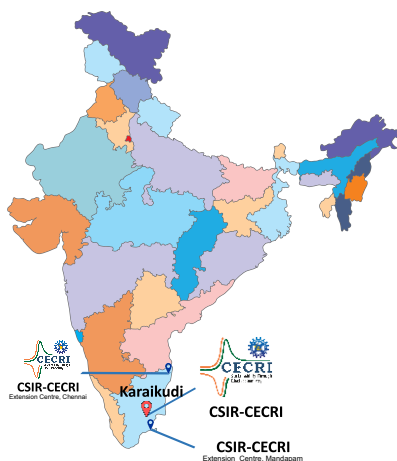 CECRI
CSIR-CECRI
Extension Centre, Chennai
Karaikudi
CECRI
CSIR-CECRI
CSIR-CECRI
Extension Centre, Mandapam